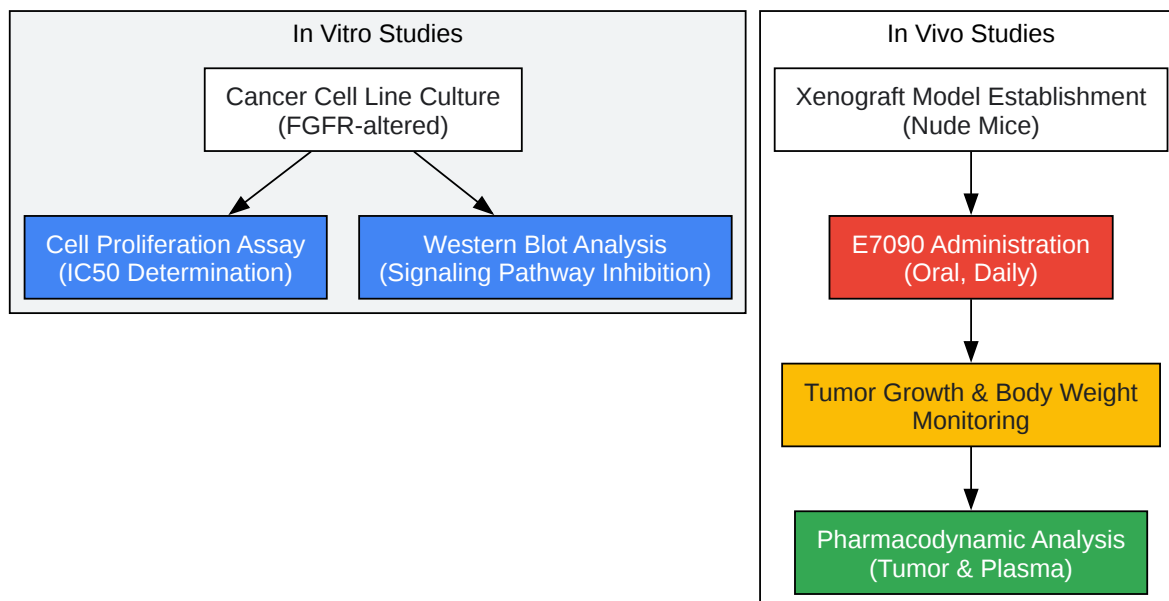 In Vitro Studies
Cancer Cell Line Culture
(FGFR-altered)
Cell Proliferation Assay
(IC50 Determination)
Western Blot Analysis
(Signaling Pathway Inhibition)
In Vivo Studies
Xenograft Model Establishment
(Nude Mice)
E7090 Administration
(Oral, Daily)
Tumor Growth & Body Weight
Monitoring
Pharmacodynamic Analysis
(Tumor & Plasma)